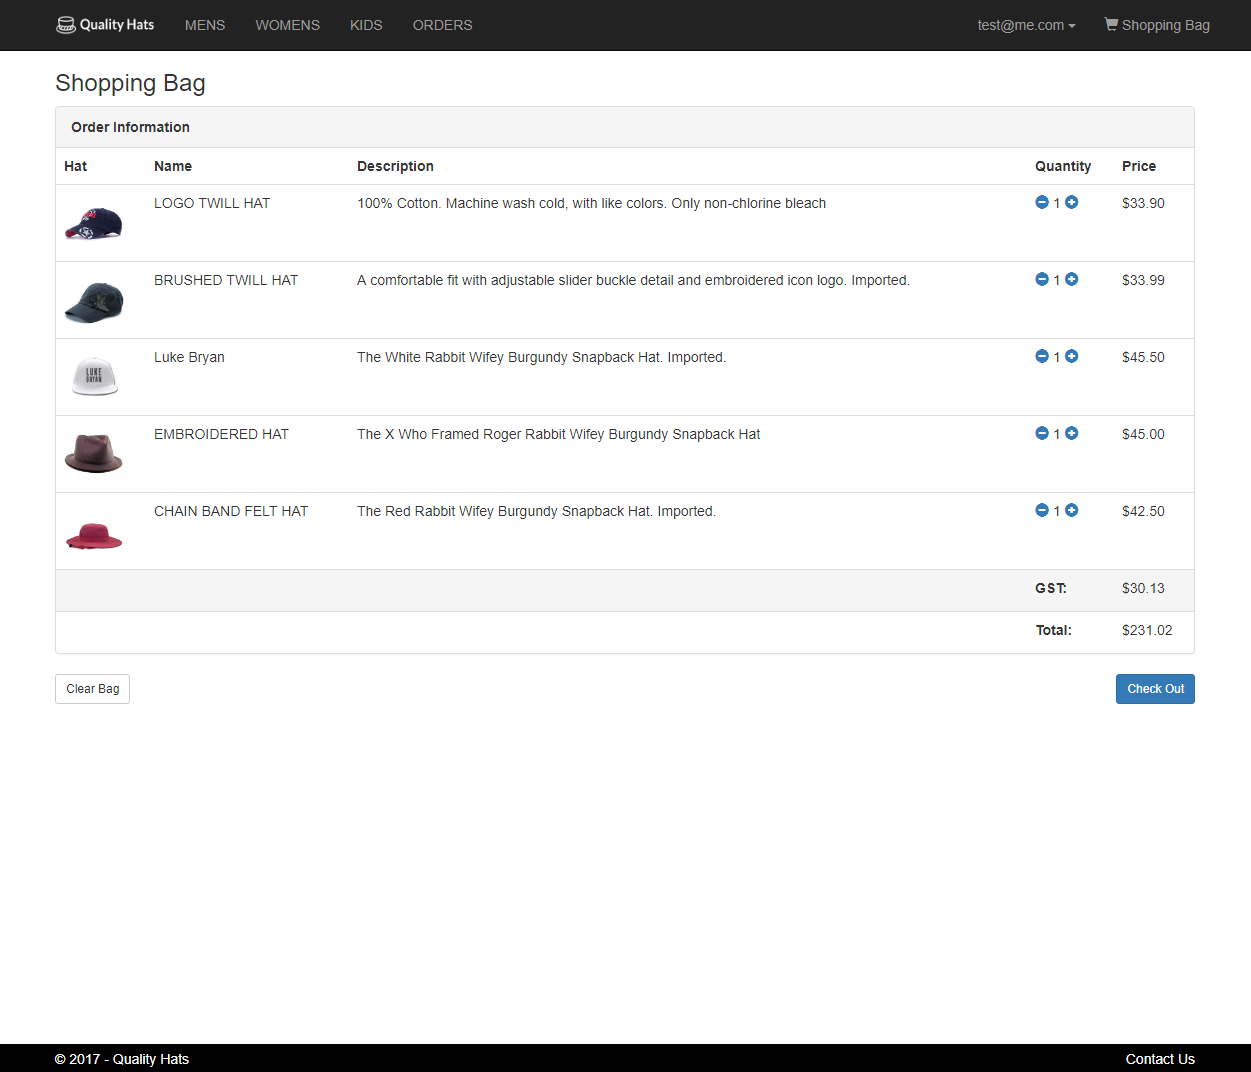 Quality Hats MENS WOMENS KIDS ORDERS test@me.com Shopping Bag
Shopping Bag
Order Information
Hat Name Description Quantity Price
LOGO TWILL HAT 100% Cotton. Machine wash cold, with like colors. Only non-chlorine bleach 1 $33.90
BRUSHED TWILL HAT A comfortable fit with adjustable slider buckle detail and embroidered icon logo. Imported. 1 $33.99
Luke Bryan The White Rabbit Wifey Burgundy Snapback Hat. Imported. 1 $45.50
LUKE
BRYAN
EMBROIDERED HAT The X Who Framed Roger Rabbit Wifey Burgundy Snapback Hat 1 $45.00
CHAIN BAND FELT HAT The Red Rabbit Wifey Burgundy Snapback Hat. Imported. 1 $42.50
GST: $30.13
Total: $231.02
Clear Bag Check Out
© 2017 - Quality Hats Contact Us